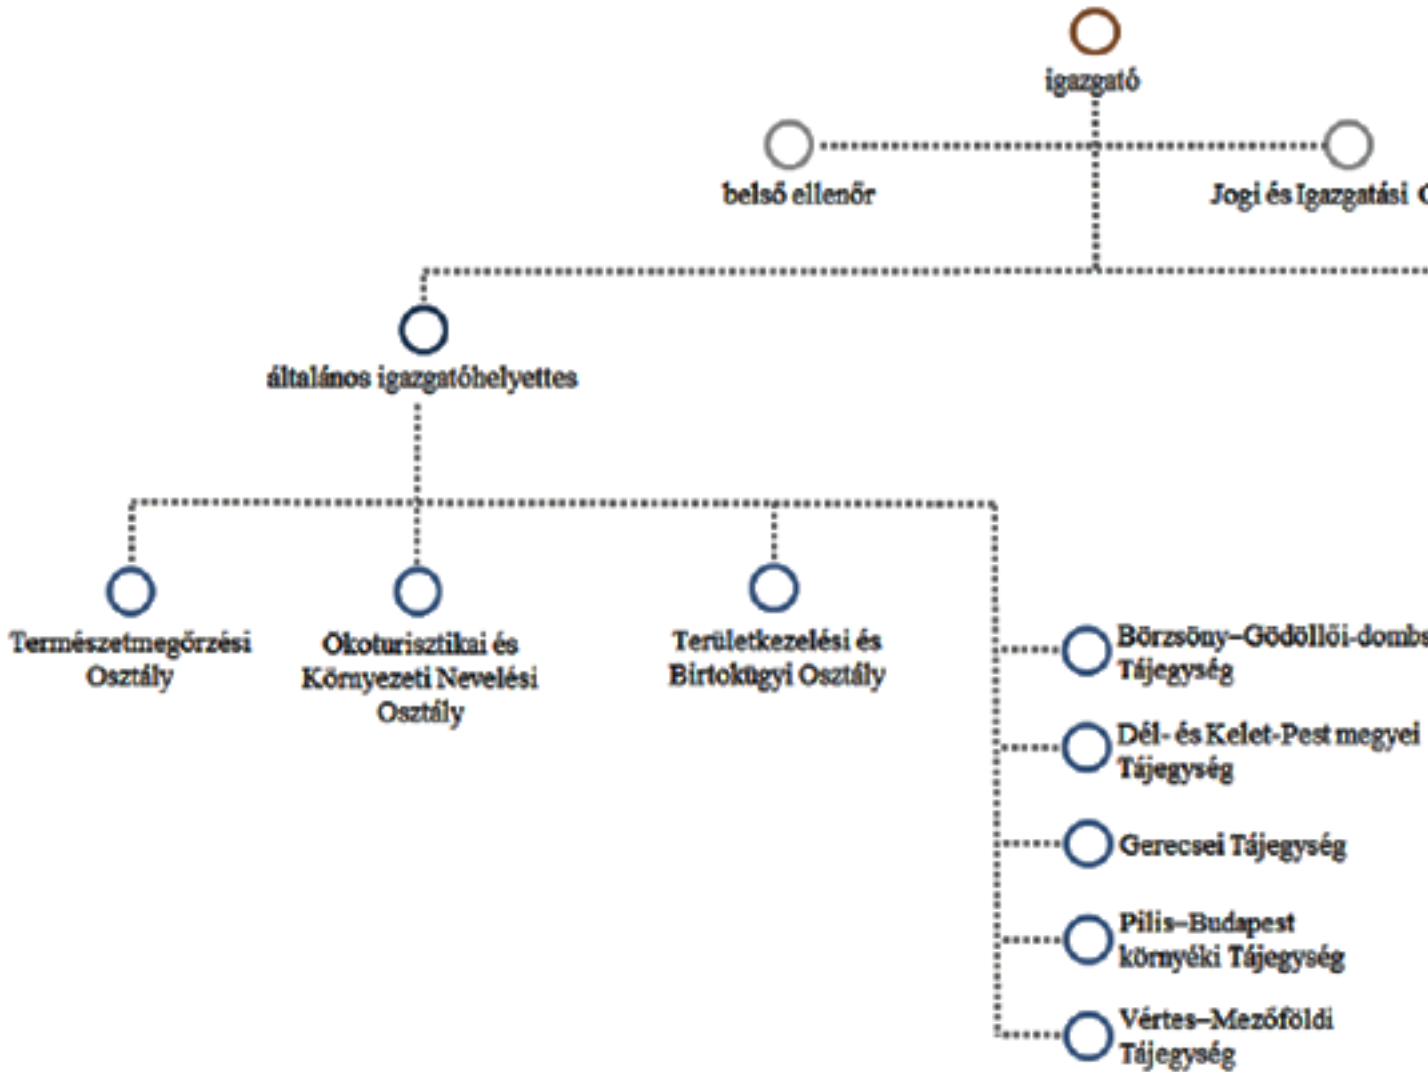 igazgató
belső ellenőr
Jogi és Igazgatási
általános igazgatóhelyettes
Természetmegőrzési
Osztály
Ökoturisztikai és
Környezeti Nevelési
Osztály
Területkezelési és
Birtokügyi Osztály
Börzsöny–Gödöllői-dombs
Tájegység
Dél- és Kelet-Pest megyei
Tájegység
Gerecsei Tájegység
Pilis–Budapest
környéki Tájegység
Vértes–Mezőföldi
Tájegység